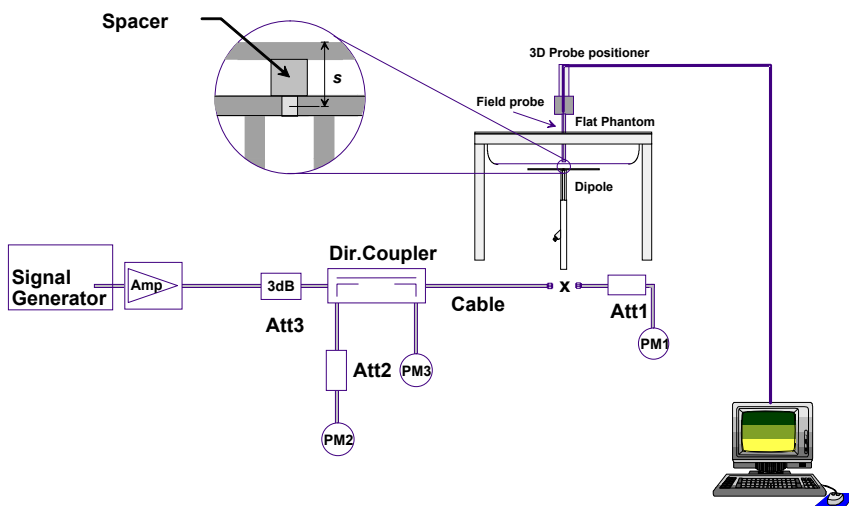 Spacer
s
3D Probe positioner
Field probe
Flat Phantom
Dipole
Dir.Coupler
Signal
Generator
Amp
3dB
Att3
Cable
x
Att1
PM1
Att2
PM3
PM2